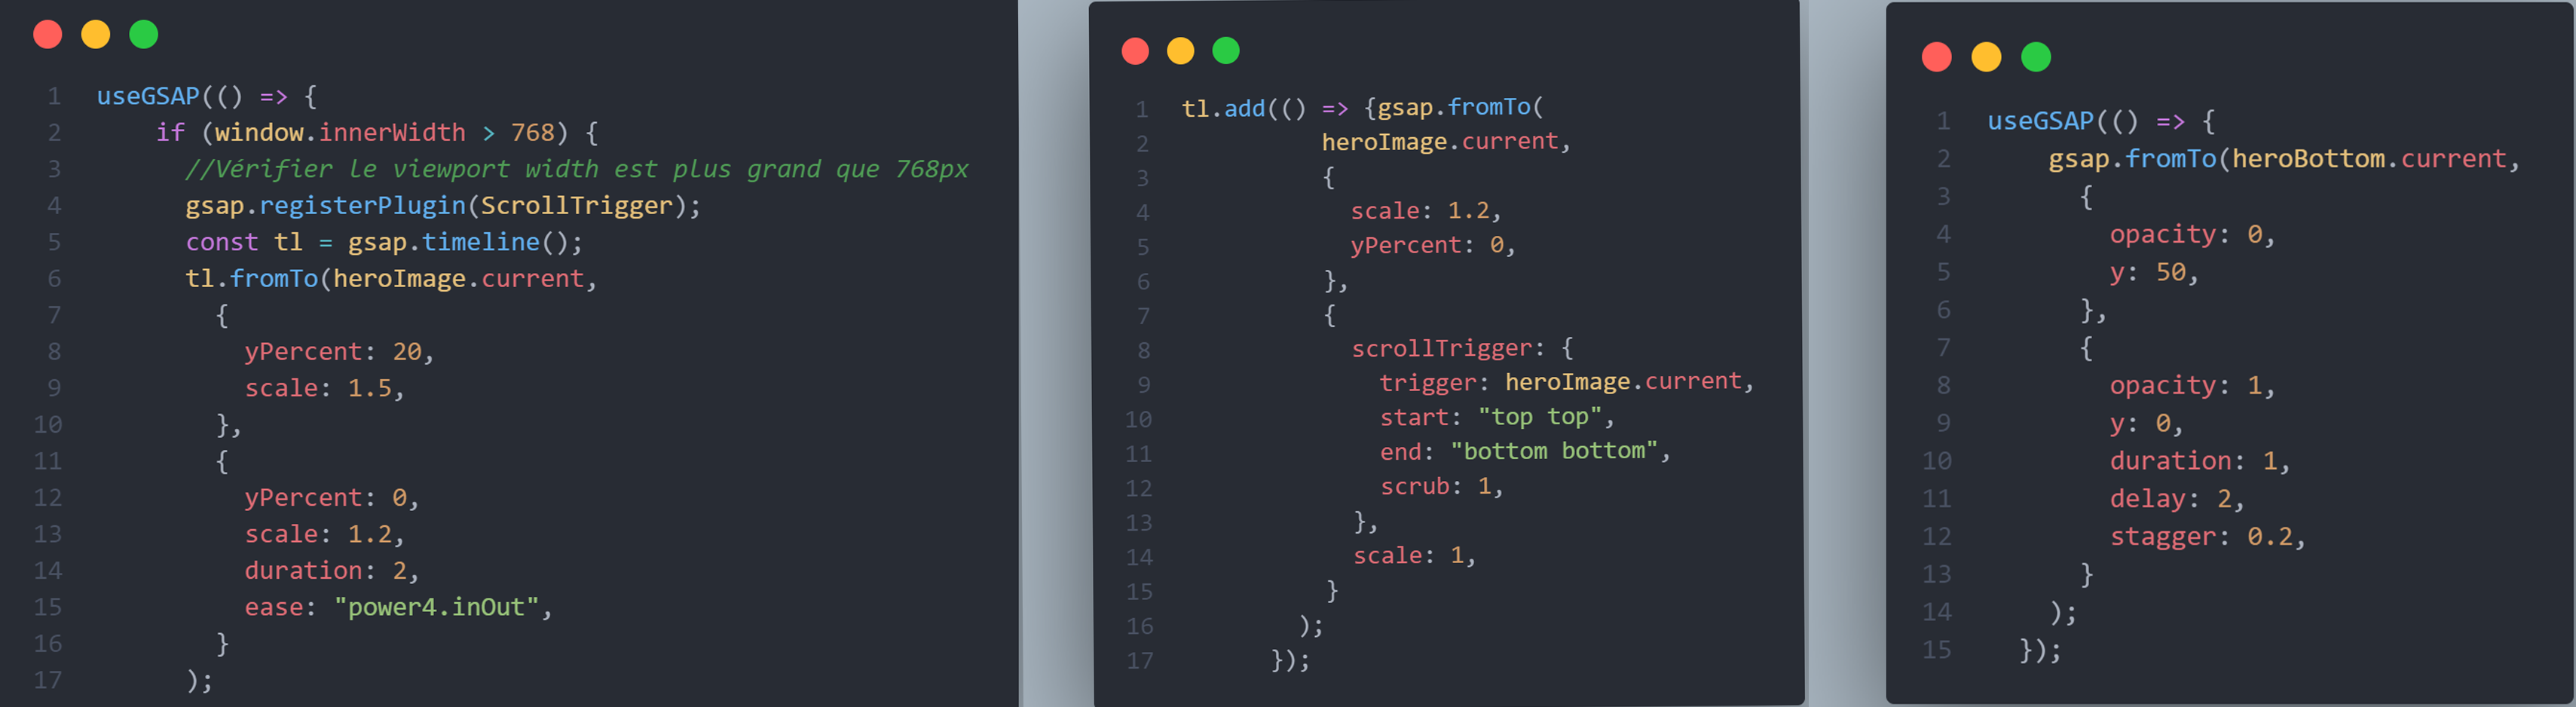 1 useGSAP(() => {
2 if (window.innerWidth > 768) {
3 //Vérifier le viewport width est plus grand que 768px
4 gsap.registerPlugin(ScrollTrigger);
5 const tl = gsap.timeline();
6 tl.fromTo(heroImage.current,
7 {
8 yPercent: 20,
9 scale: 1.5,
10 },
11 {
12 yPercent: 0,
13 scale: 1.2,
14 duration: 2,
15 ease: "power4.inOut",
16 }
17 );
1 tl.add(() => {gsap.fromTo(
2 heroImage.current,
3 {
4 scale: 1.2,
5 yPercent: 0,
6 },
7 {
8 scrollTrigger: {
9 trigger: heroImage.current,
10 start: "top top",
11 end: "bottom bottom",
12 scrub: 1,
13 },
14 scale: 1,
15 }
16 );
17 });
1 useGSAP(() => {
2 gsap.fromTo(heroBottom.current,
3 {
4 opacity: 0,
5 y: 50,
6 },
7 {
8 opacity: 1,
9 y: 0,
10 duration: 1,
11 delay: 2,
12 stagger: 0.2,
13 }
14 );
15 });